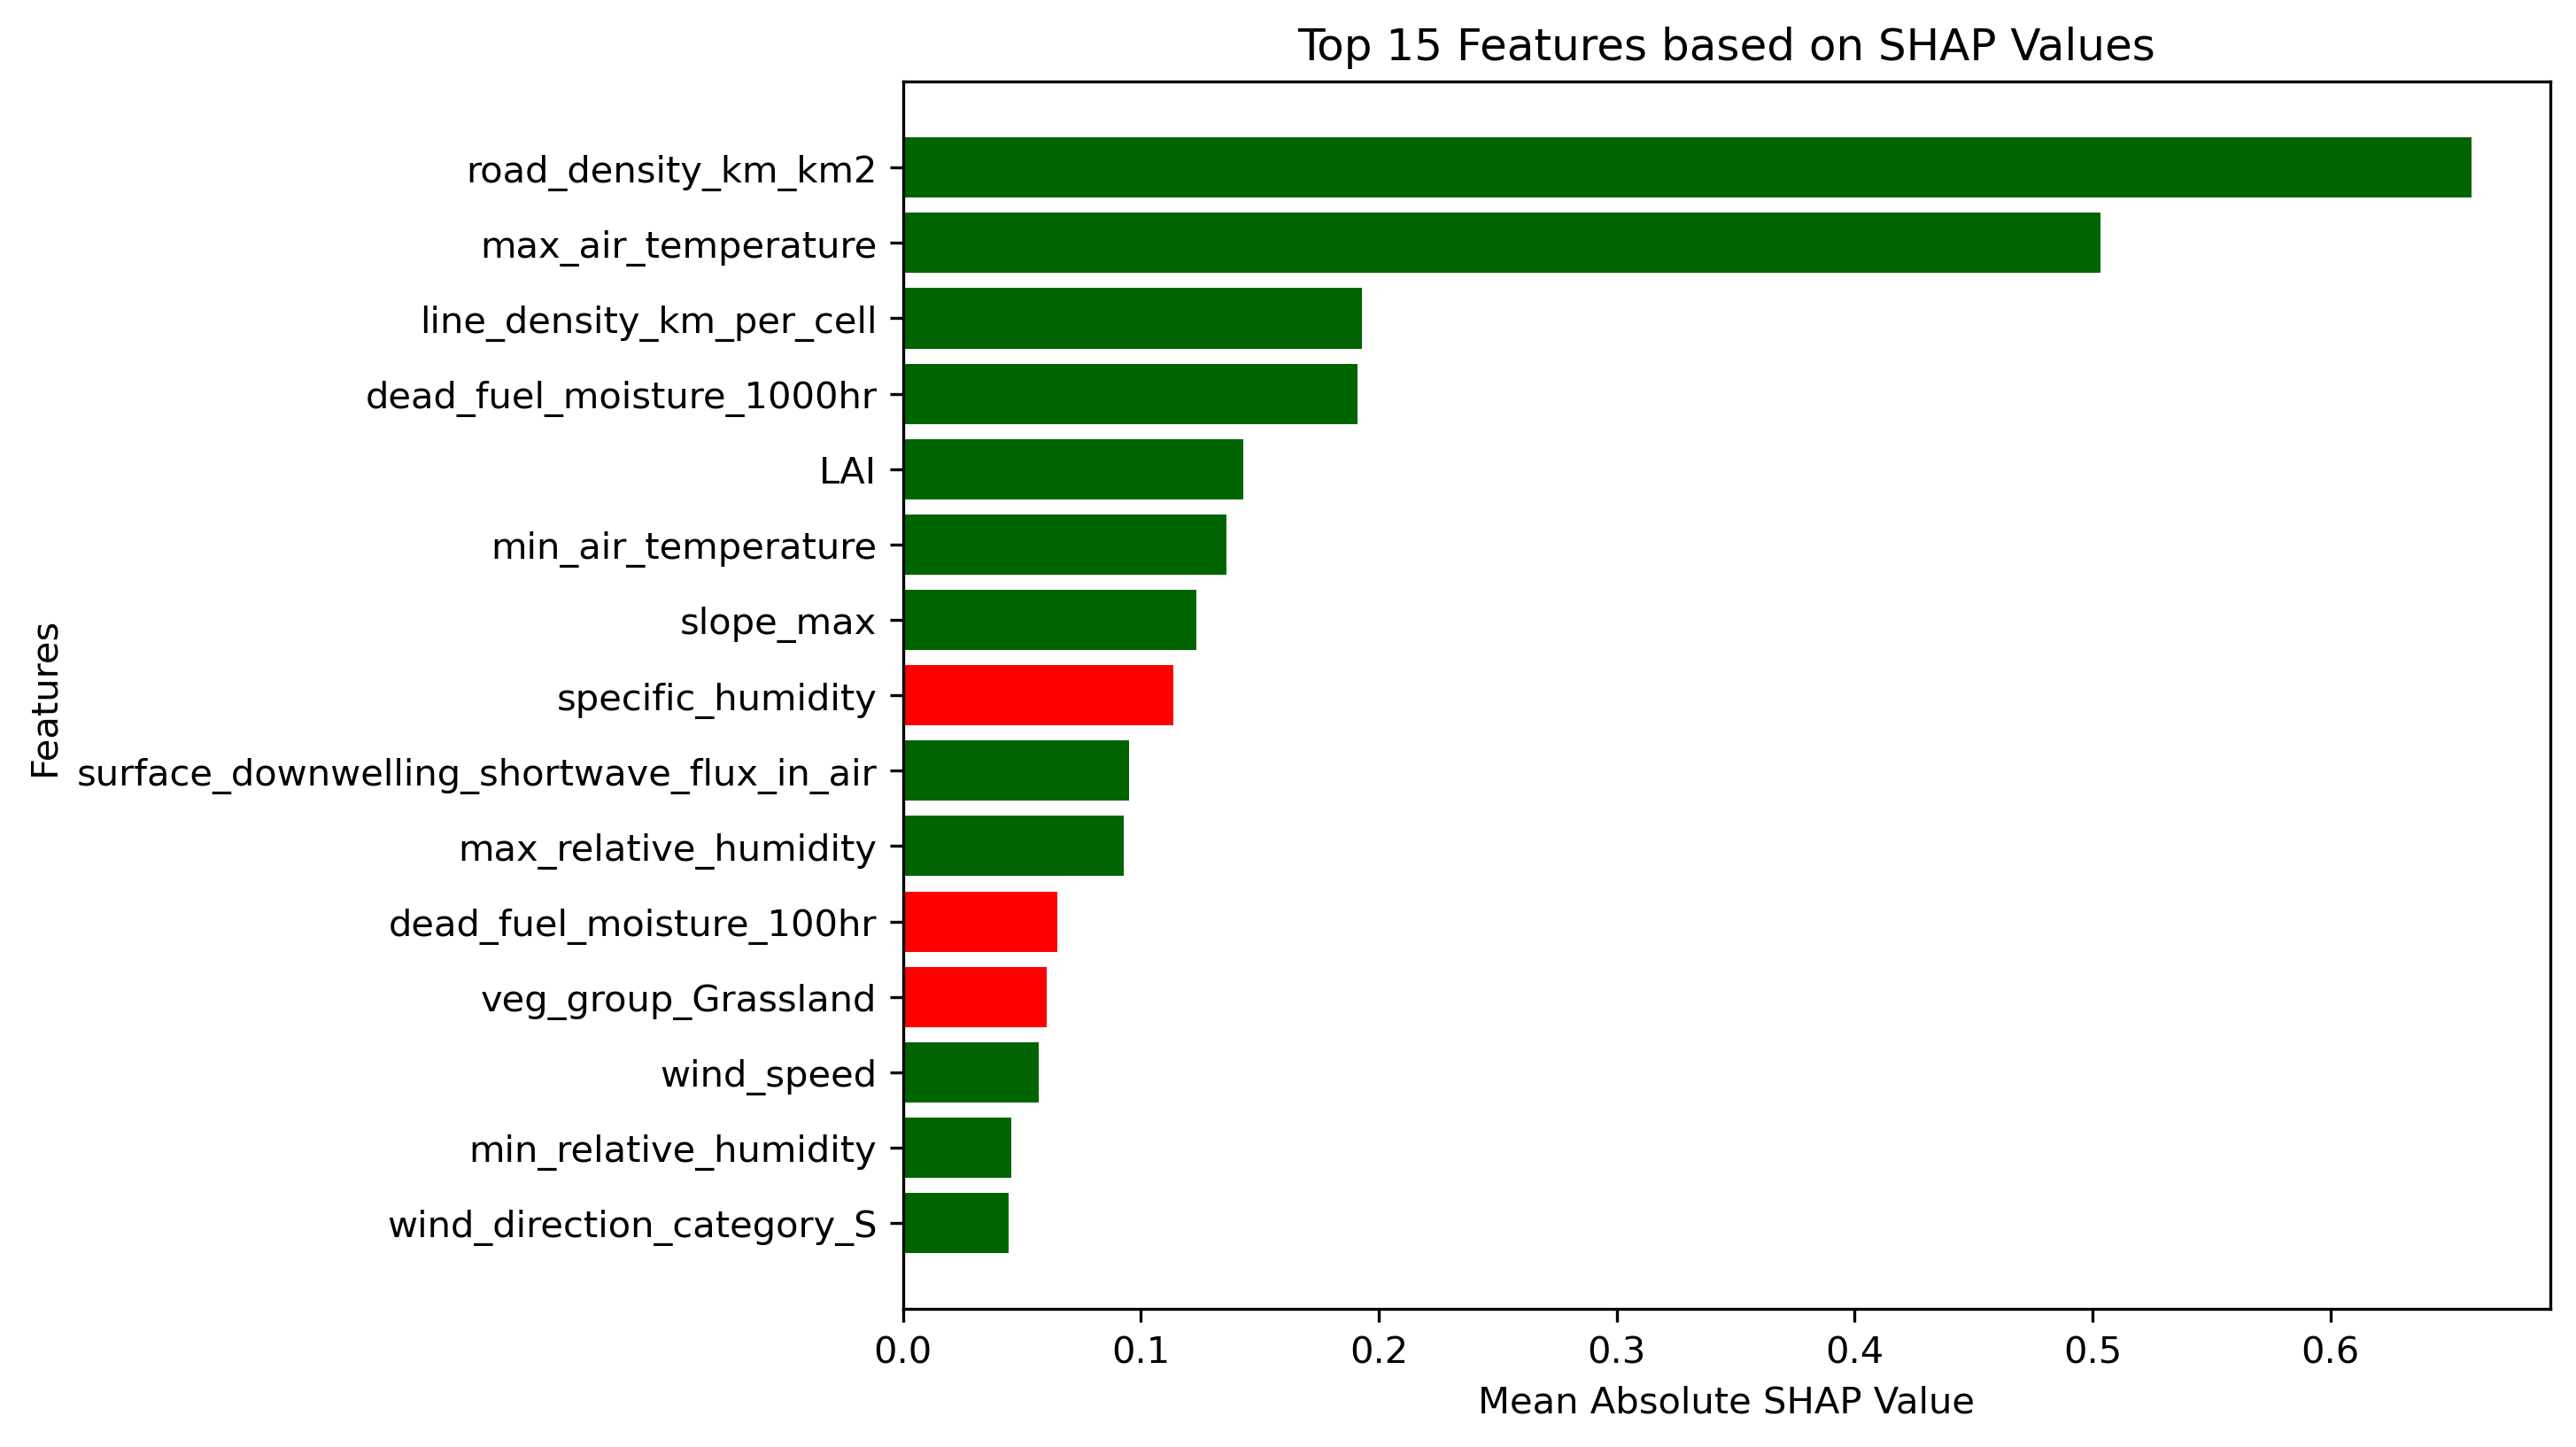 Top 15 Features based on SHAP Values
Features
road_density_km_km2
max_air_temperature
line_density_km_per_cell
dead_fuel_moisture_1000hr
LAI
min_air_temperature
slope_max
specific_humidity
surface_downwelling_shortwave_flux_in_air
max_relative_humidity
dead_fuel_moisture_100hr
veg_group_Grassland
wind_speed
min_relative_humidity
wind_direction_category_S
0.0 0.1 0.2 0.3 0.4 0.5 0.6
Mean Absolute SHAP Value